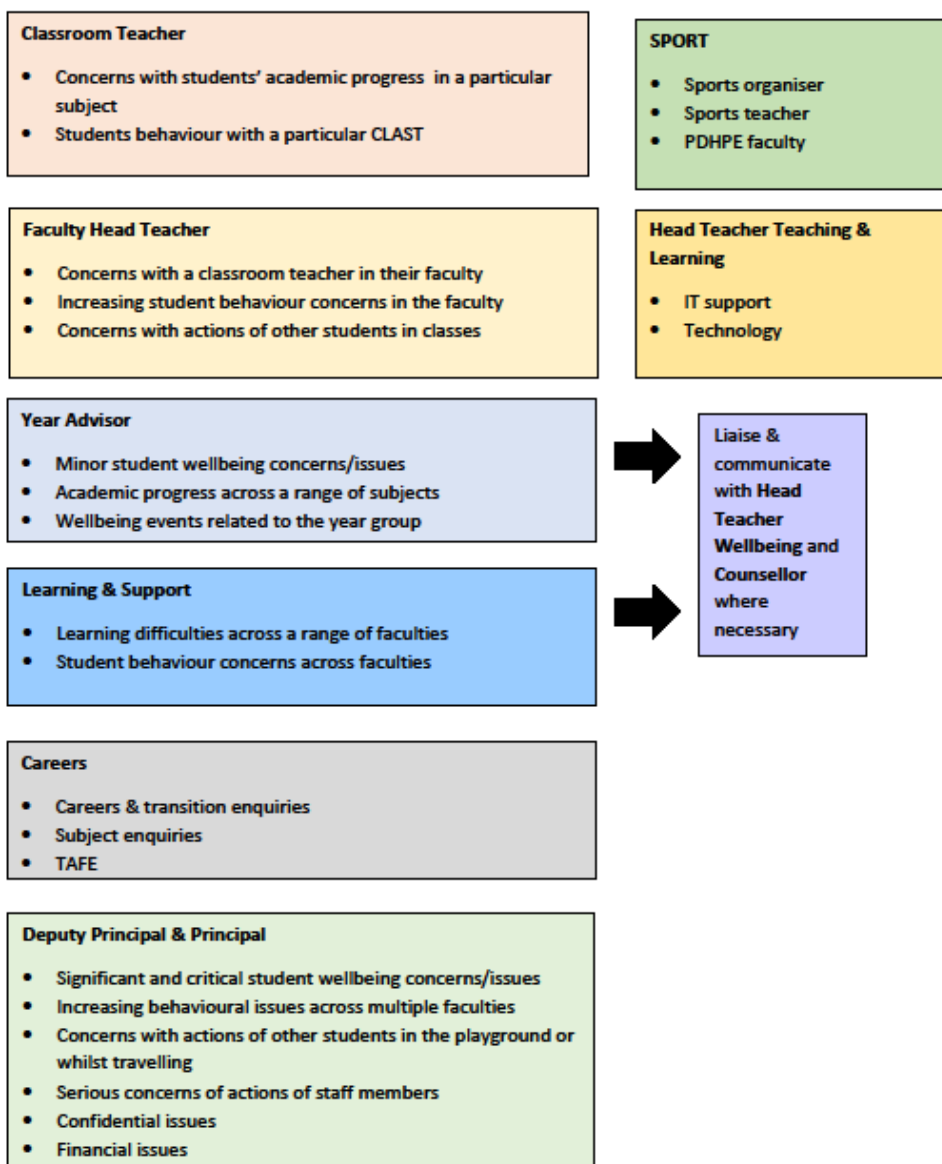 Classroom Teacher
• Concerns with students' academic progress in a particular
subject
• Students behaviour with a particular CLAST
SPORT
• Sports organiser
• Sports teacher
• PDHPE faculty
Faculty Head Teacher
• Concerns with a classroom teacher in their faculty
• Increasing student behaviour concerns in the faculty
• Concerns with actions of other students in classes
Head Teacher Teaching &
Learning
• IT support
• Technology
Year Advisor
• Minor student wellbeing concerns/issues
• Academic progress across a range of subjects
• Wellbeing events related to the year group
Liaise &
communicate
with Head
Teacher
Wellbeing and
Counsellor
where
necessary
Learning & Support
• Learning difficulties across a range of faculties
• Student behaviour concerns across faculties
Careers
• Careers & transition enquiries
• Subject enquiries
• TAFE
Deputy Principal & Principal
• Significant and critical student wellbeing concerns/issues
• Increasing behavioural issues across multiple faculties
• Concerns with actions of other students in the playground or
whilst travelling
• Serious concerns of actions of staff members
• Confidential issues
• Financial issues